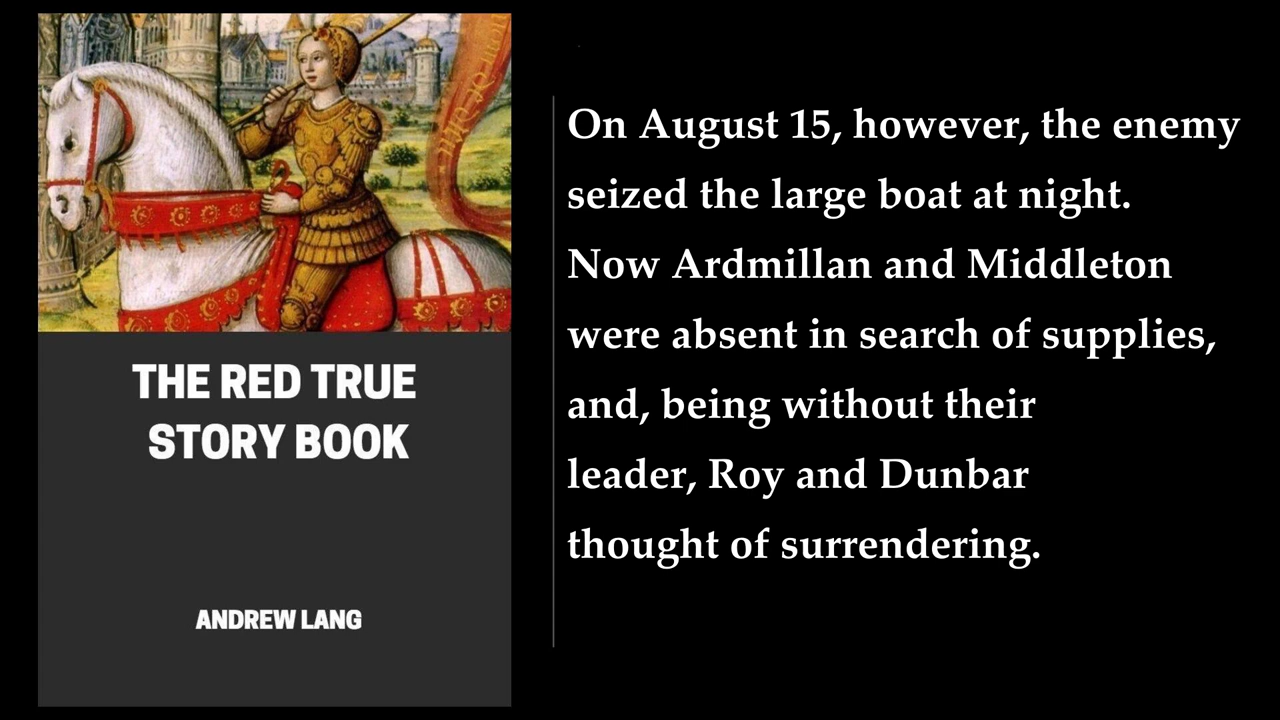 THE RED TRUE
STORY BOOK
ANDREW LANG
On August 15, however, the enemy
seized the large boat at night.
Now Ardmillan and Middleton
were absent in search of supplies,
and, being without their
leader, Roy and Dunbar
thought of surrendering.